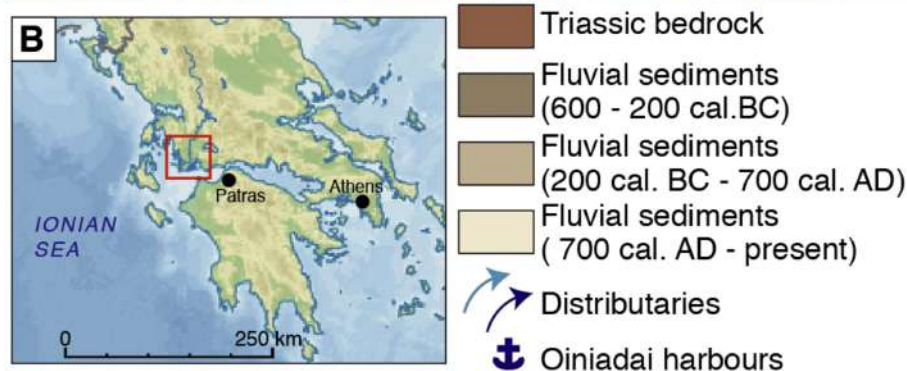 B
Patras
Athens
IONIAN
SEA
0
250 km
Triassic bedrock
Fluvial sediments
(600 - 200 cal.BC)
Fluvial sediments
(200 cal. BC - 700 cal. AD)
Fluvial sediments
( 700 cal. AD - present)
Distributaries
Oiniadai harbours